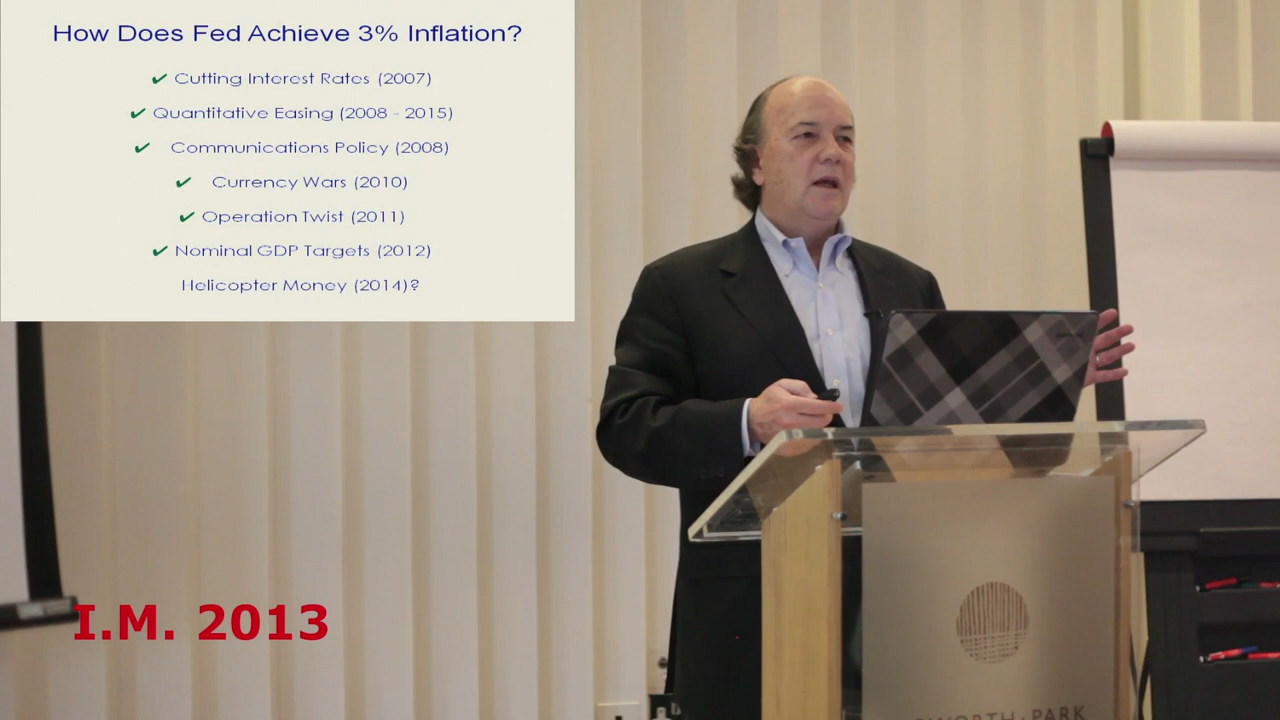 How Does Fed Achieve 3% Inflation?
✔ Cutting Interest Rates (2007)
✔ Quantitative Easing (2008 - 2015)
✔ Communications Policy (2008)
✔ Currency Wars (2010)
✔ Operation Twist (2011)
✔ Nominal GDP Targets (2012)
Helicopter Money (2014)?
I.M. 2013
PARK